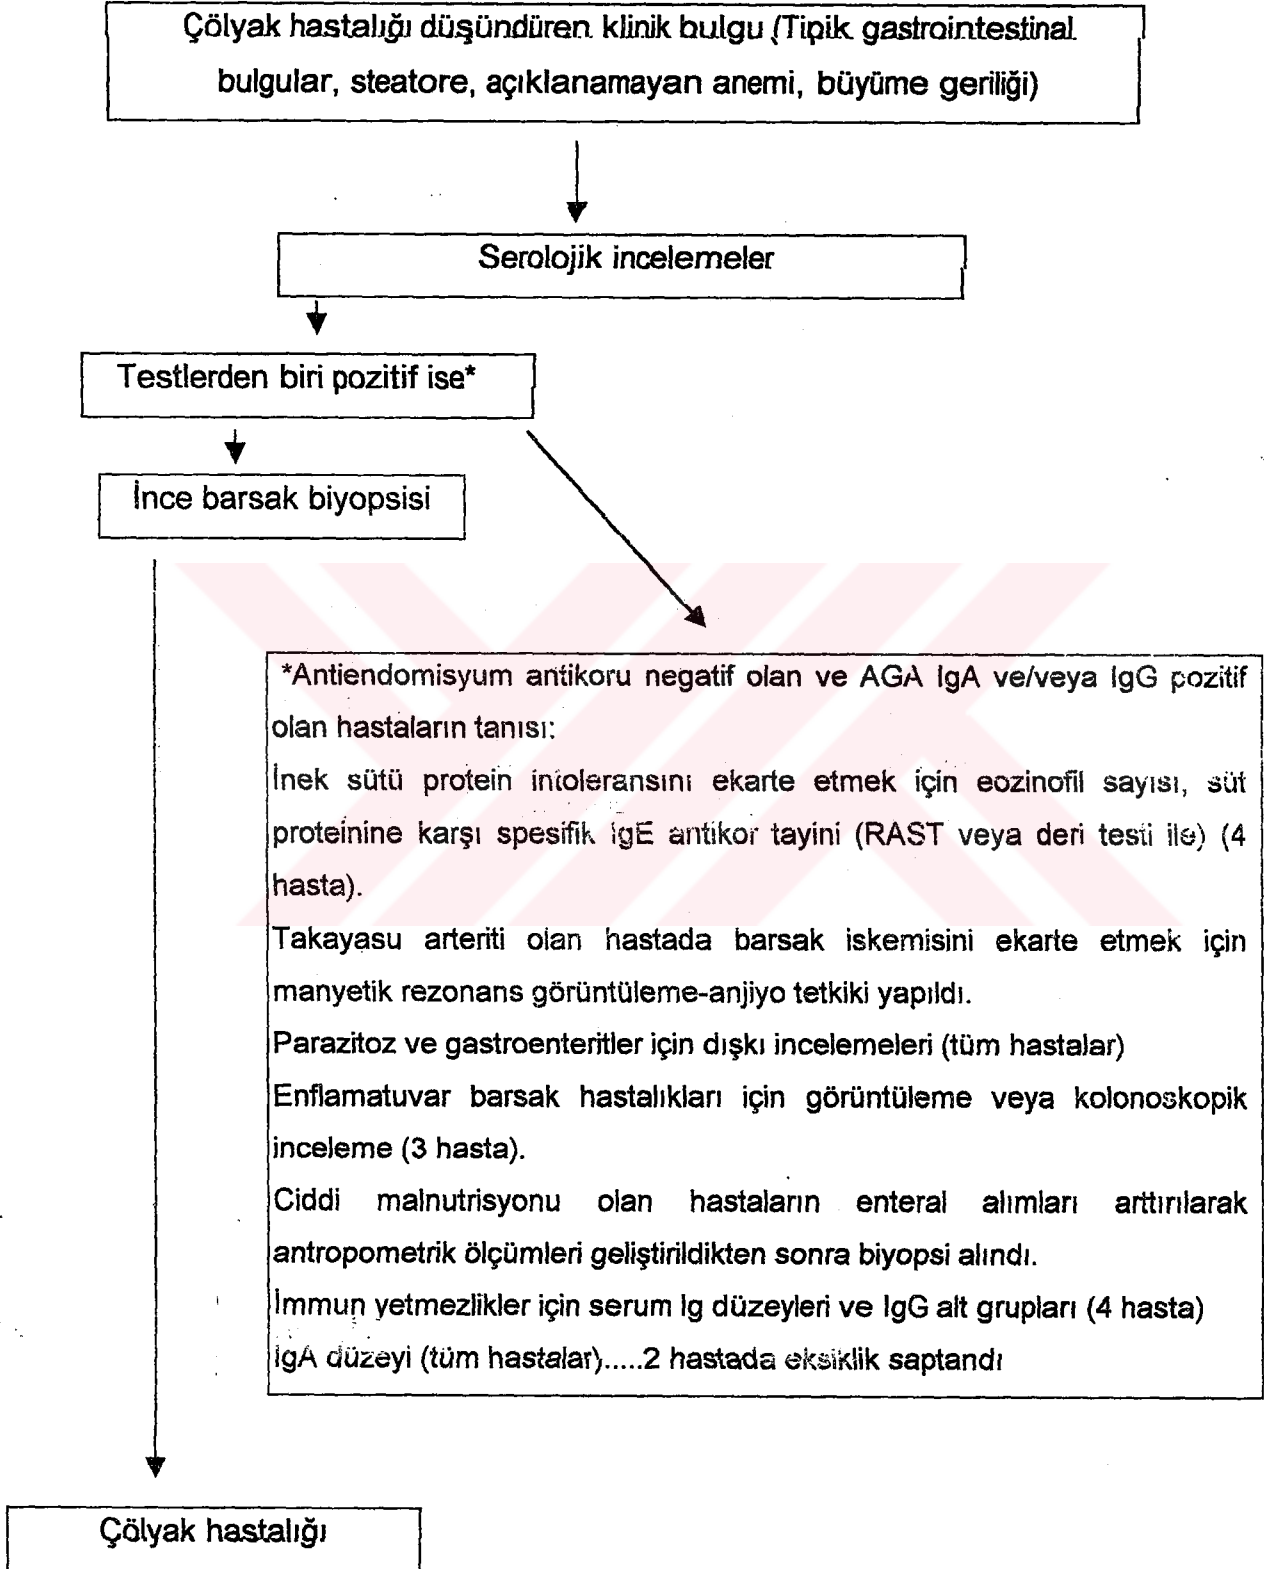 Çölyak hastalığı düşündüren klinik bulgu (Tipik gastrointestinal
bulgular, steatore, açıklanamayan anemi, büyüme geriliği)
Serolojik incelemeler
Testlerden biri pozitif ise*
İnce barsak biyopsisi
*Antiendomisyum antikoru negatif olan ve AGA IgA ve/veya IgG pozitif
olan hastaların tanısı:
İnek sütü protein intoleransını ekarte etmek için eozinofil sayısı, süt
proteinine karşı spesifik IgE antikor tayini (RAST veya deri testi ile) (4
hasta).
Takayasu arteriti olan hastada barsak iskemisini ekarte etmek için
manyetik rezonans görüntüleme-anjiyo tetkiki yapıldı.
Parazitoz ve gastroenteritler için dışkı incelemeleri (tüm hastalar)
Enflamatuvar barsak hastalıkları için görüntüleme veya kolonoskopik
inceleme (3 hasta).
Ciddi malnutrisyonu olan hastaların enteral alımları arttırılarak
antropometrik ölçümleri geliştirildikten sonra biyopsi alındı.
İmmun yetmezlikler için serum Ig düzeyleri ve IgG alt grupları (4 hasta)
IgA düzeyi (tüm hastalar).....2 hastada eksiklik saptandı
Çölyak hastalığı